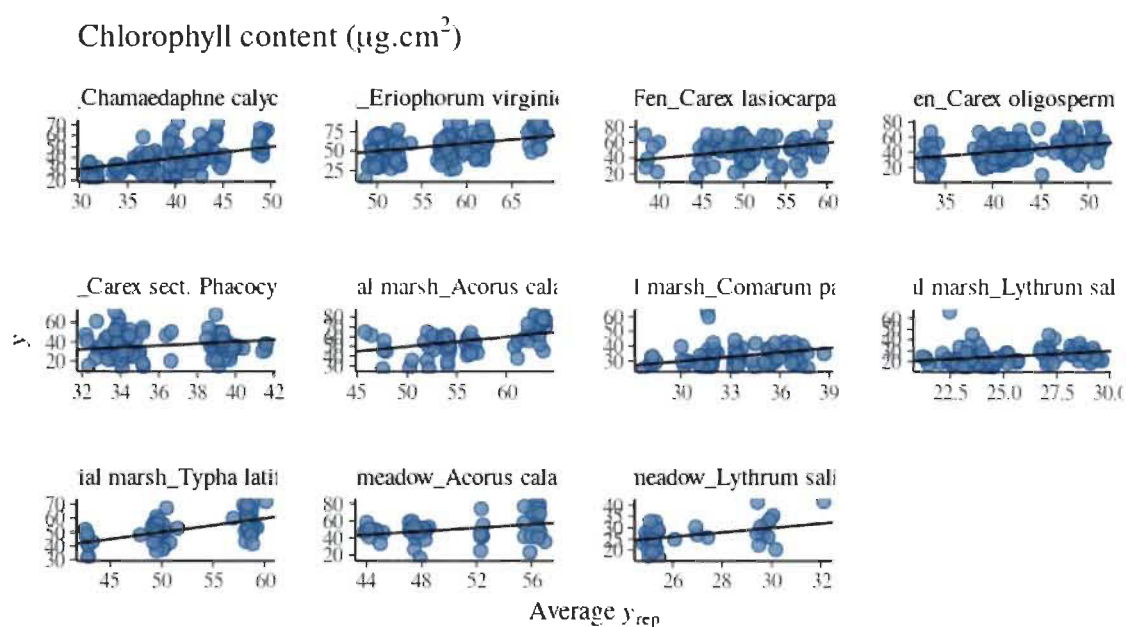 Chlorophyll content (μg.cm²)
_Chamaedaphne calyc
_Eriophorum virginic
Fen_Carex lasiocarpa
en_Carex oligosperm
70 60 50 40 30 20
75 50 25
80 60 40 20
80 60 40 20
30 35 40 45 50
50 55 60 65 70
40 45 50 55 60
35 40 45 50
_Carex sect. Phacocy
al marsh_Acorus cala
l marsh_Comarum pa
al marsh_Lythrum sal
y
60 40 20
80 70 60 50 40 30
60 50 40 30
60 50 40 30 20
32 34 36 38 40 42
45 50 55 60
30 33 36 39
22.5 25.0 27.5 30.0
ial marsh_Typha latif
meadow_Acorus cala
meadow_Lythrum sali
70 60 50 40 30
80 60 40 20
40 35 30 25 20
45 50 55 60
44 48 52 56
26 28 30 32
Average yrep